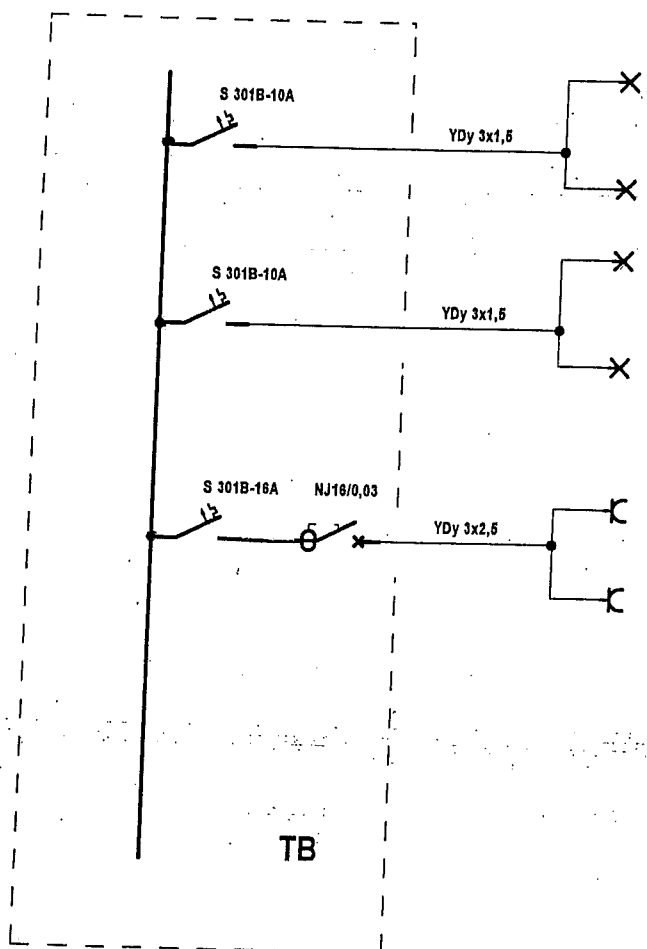 S 301B-10A
YDy 3x1,5
S 301B-10A
YDy 3x1,5
S 301B-16A
NJ16/0,03
YDy 3x2,5
TB